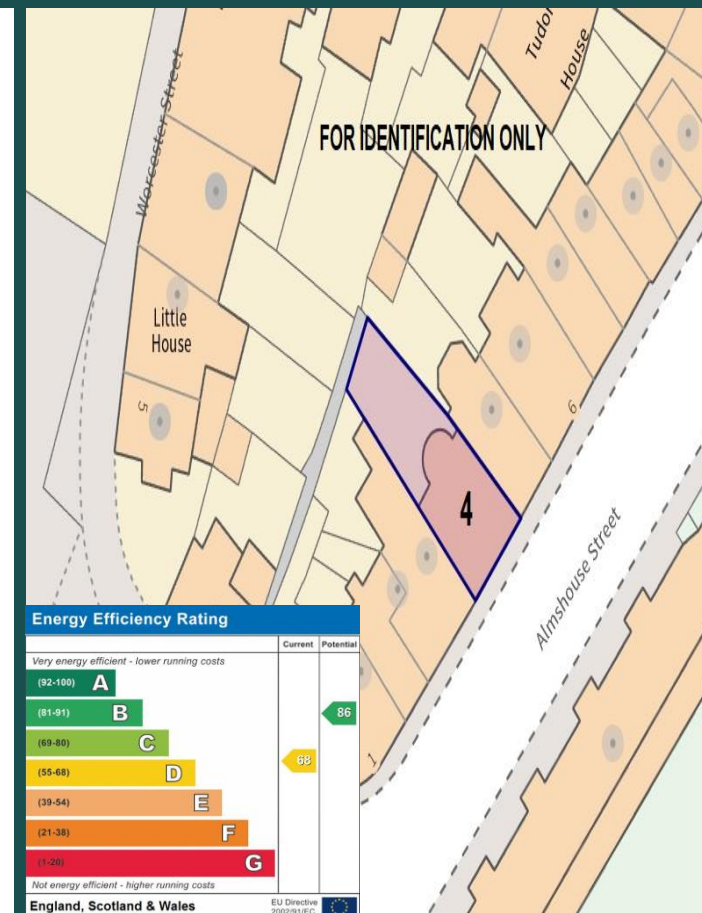 Worcester Street
Tudor
House
FOR IDENTIFICATION ONLY
Little
House
5
6
4
Almshouse Street
1
Energy Efficiency Rating
Current Potential
Very energy efficient - lower running costs
(92-100) A
(81-91) B 86
(69-80) C
(55-68) D 68
(39-54) E
(21-38) F
(1-20) G
Not energy efficient - higher running costs
England, Scotland & Wales
EU Directive
2002/91/EC